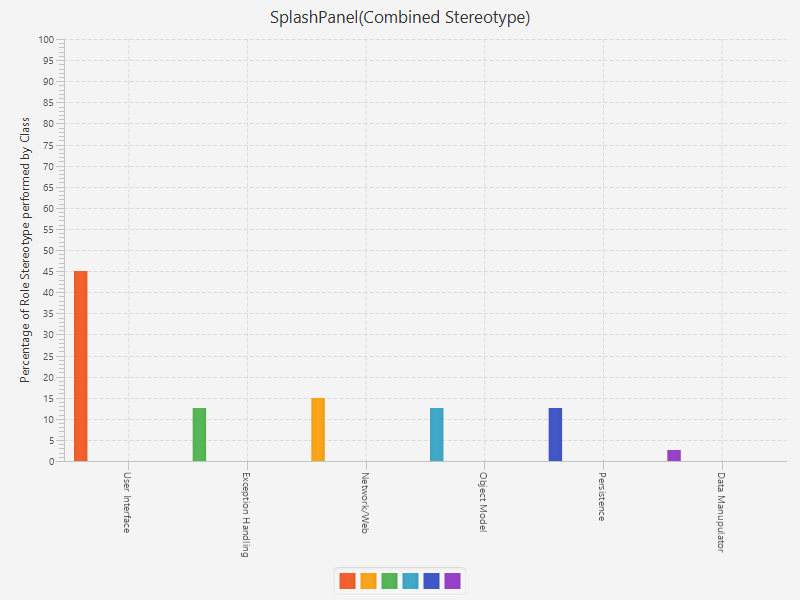 SplashPanel(Combined Stereotype)
Percentage of Role Stereotype performed by Class
100
95
90
85
80
75
70
65
60
55
50
45
40
35
30
25
20
15
10
5
0
User Interface
Exception Handling
Network/Web
Object Model
Persistence
Data Manupulator